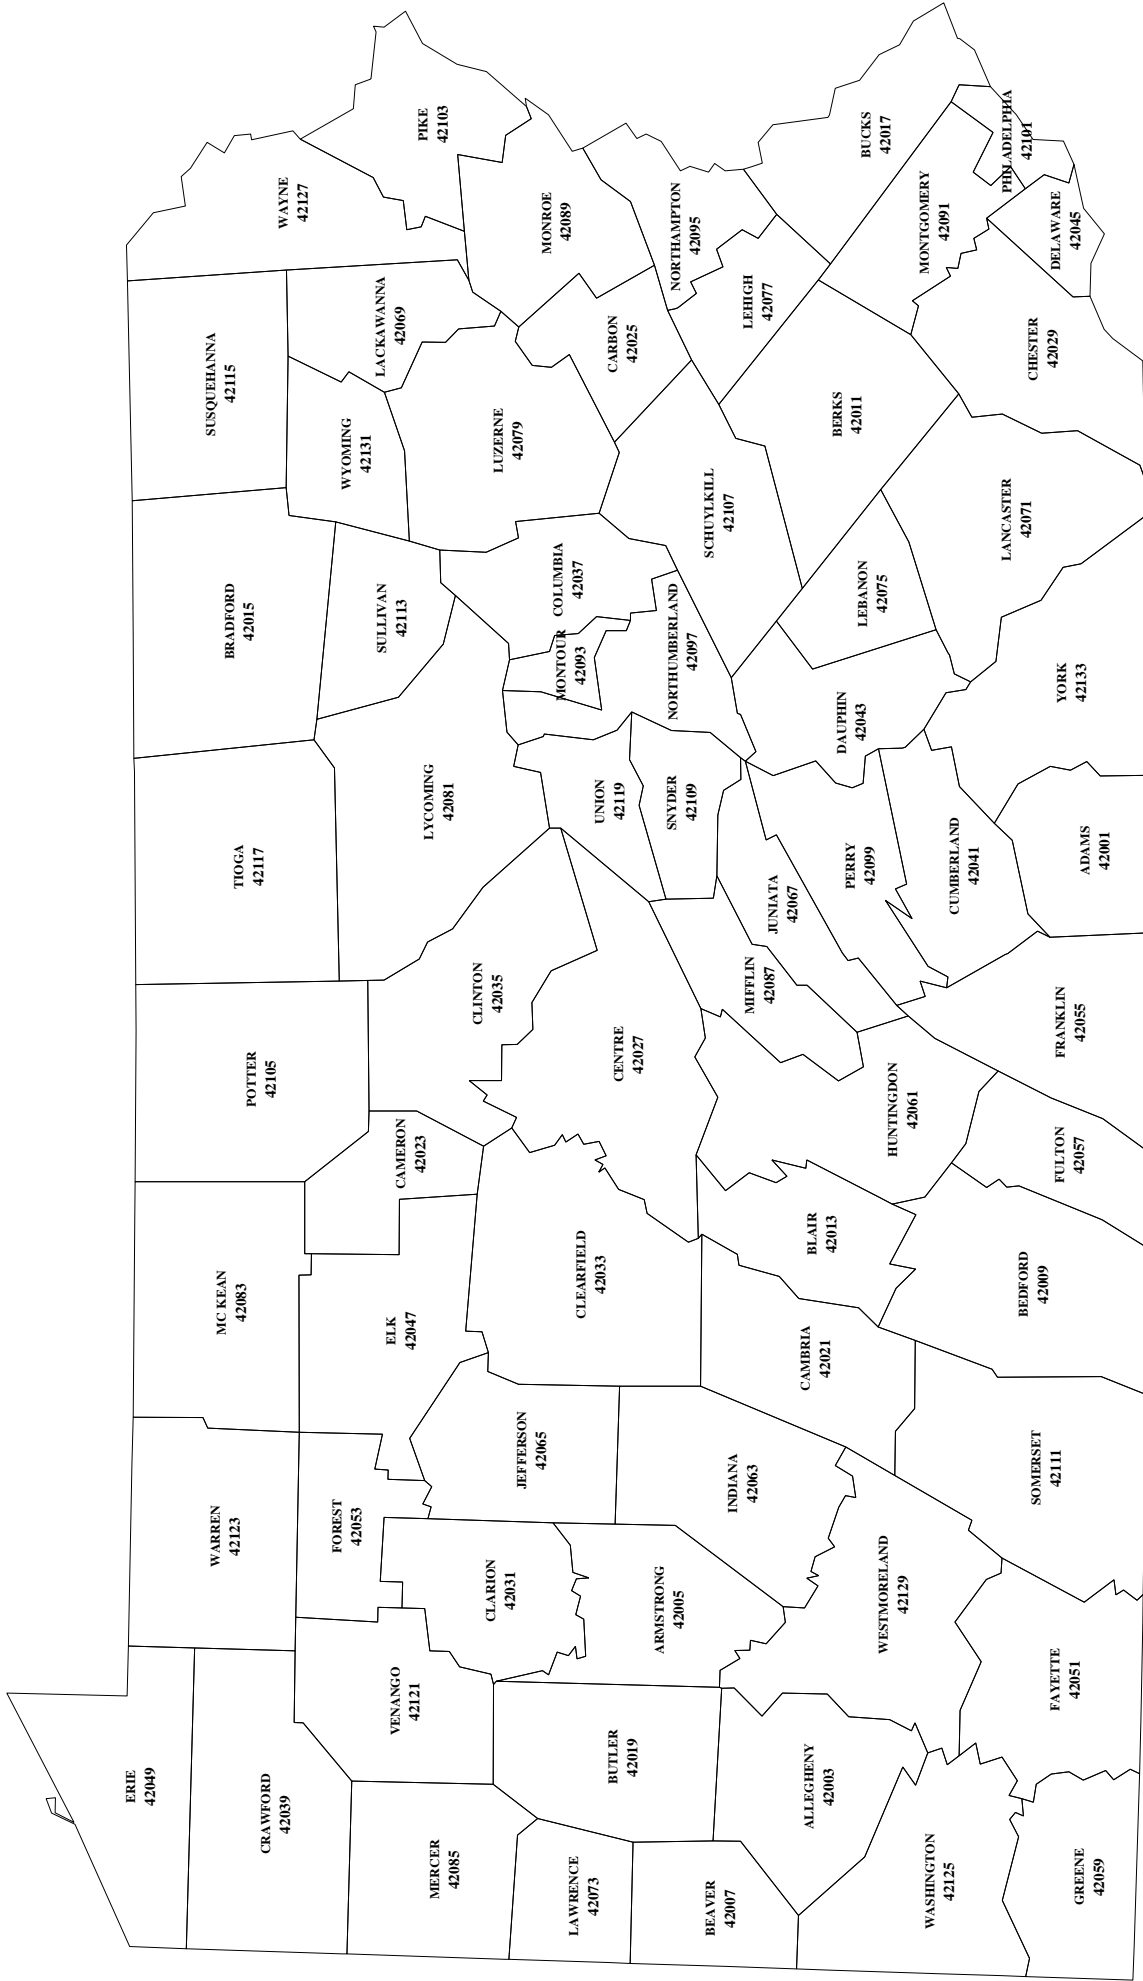 ERIE
42049
CRAWFORD
42039
MERCER
42085
LAWRENCE
42073
BEAVER
42007
WASHINGTON
42125
GREENE
42059
WARREN
42123
FOREST
42053
VENANGO
42121
CLARION
42031
BUTLER
42019
ARMSTRONG
42005
ALLEGHENY
42003
WESTMORELAND
42129
FAYETTE
42051
MC KEAN
42083
ELK
42047
JEFFERSON
42065
CLEARFIELD
42033
INDIANA
42063
CAMBRIA
42021
SOMERSET
42111
POTTER
42105
CAMERON
42023
CLINTON
42035
CENTRE
42027
BLAIR
42013
BEDFORD
42009
HUNTINGDON
42061
FULTON
42057
FRANKLIN
42055
TIOGA
42117
LYCOMING
42081
UNION
42119
SNYDER
42109
MIFFLIN
42087
JUNIATA
42067
PERRY
42099
CUMBERLAND
42041
ADAMS
42001
BRADFORD
42015
SULLIVAN
42113
MONTOUR
42093
COLUMBIA
42037
NORTHUMBERLAND
42097
DAUPHIN
42043
LEBANON
42075
YORK
42133
SUSQUEHANNA
42115
WYOMING
42131
LACKAWANNA
42069
LUZERNE
42079
SCHUYLKILL
42107
BERKS
42011
LANCASTER
42071
WAYNE
42127
PIKE
42103
MONROE
42089
CARBON
42025
NORTHAMPTON
42095
LEHIGH
42077
BUCKS
42017
MONTGOMERY
42091
PHILADELPHIA
42101
DELAWARE
42045
CHESTER
42029